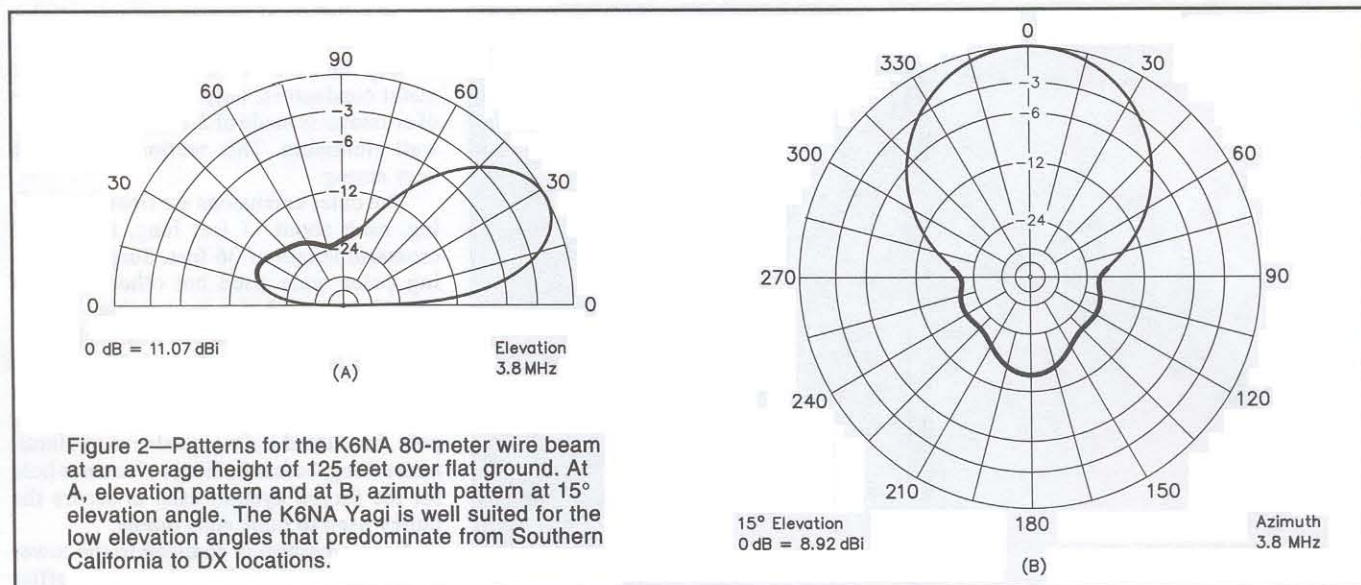 90
60
60
30
30
0
0
-3
-6
-12
-24
0 dB = 11.07 dBi
(A)
Elevation
3.8 MHz
Figure 2—Patterns for the K6NA 80-meter wire beam
at an average height of 125 feet over flat ground. At
A, elevation pattern and at B, azimuth pattern at 15°
elevation angle. The K6NA Yagi is well suited for the
low elevation angles that predominate from Southern
California to DX locations.
0
330
30
-3
-6
300
60
-12
-24
270
90
240
120
210
150
180
15° Elevation
0 dB = 8.92 dBi
(B)
Azimuth
3.8 MHz